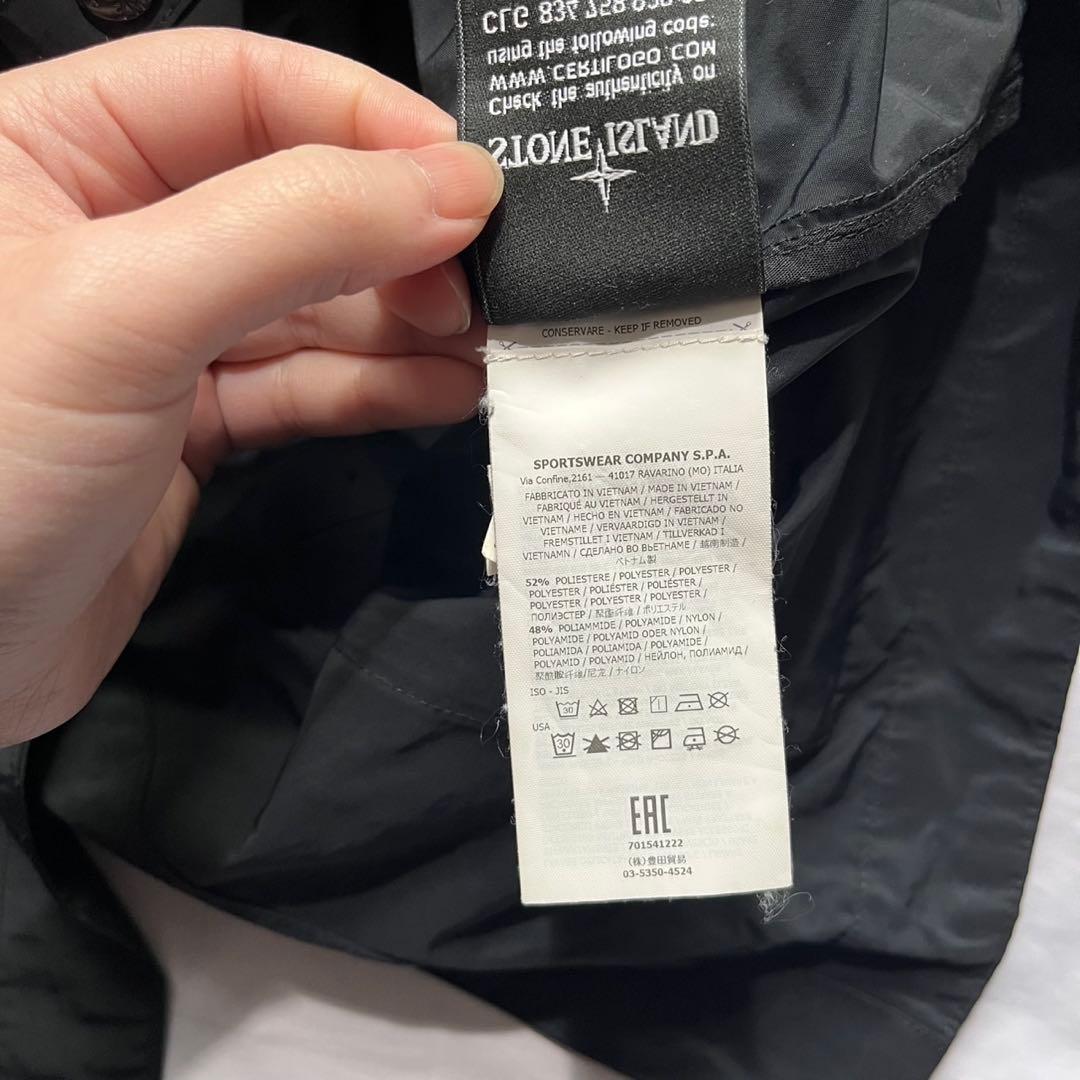 CLG 837 758
using the following code:
WWW.CERTILOGO.COM
Check the authenticity on
STONE ISLAND
CONSERVARE - KEEP IF REMOVED
SPORTSWEAR COMPANY S.P.A.
Via Confine,2161 — 41017 RAVARINO (MO) ITALIA
FABBRICATO IN VIETNAM / MADE IN VIETNAM /
FABRIQUÉ AU VIETNAM / HERGESTELLT IN
VIETNAM / HECHO EN VIETNAM / FABRICADO NO
VIETNAME / VERVAARDIGD IN VIETNAM /
FREMSTILLET I VIETNAM / TILLVERKAD I
VIETNAMN / СДЕЛАНО ВО ВЬЕТНАМЕ / 越南制造 /
ベトナム製
52% POLIESTERE / POLYESTER / POLYESTER /
POLYESTER / POLIÉSTER / POLIÉSTER /
POLYESTER / POLYESTER / POLYESTER /
ПОЛИЭСТЕР / 聚酯纤维 / ポリエステル
48% POLIAMMIDE / POLYAMIDE / NYLON /
POLYAMIDE / POLYAMID ODER NYLON /
POLIAMIDA / POLIAMIDA / POLYAMIDE /
POLYAMID / POLYAMID / НЕЙЛОН, ПОЛИАМИД /
聚酰胺纤维/尼龙 / ナイロン
ISO - JIS
30
USA
30
EAC
701541222
(株)豊田貿易
03-5350-4524